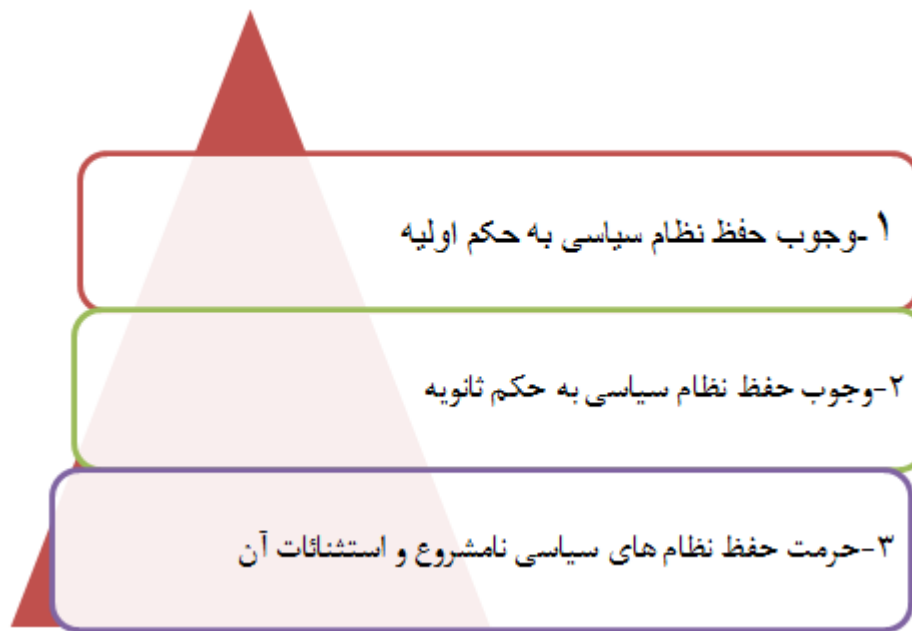 ۱ -وجوب حفظ نظام سیاسی به حکم اولیه
۲-وجوب حفظ نظام سیاسی به حکم ثانویه
۳-حرمت حفظ نظام های سیاسی نامشروع و استثنائات آن